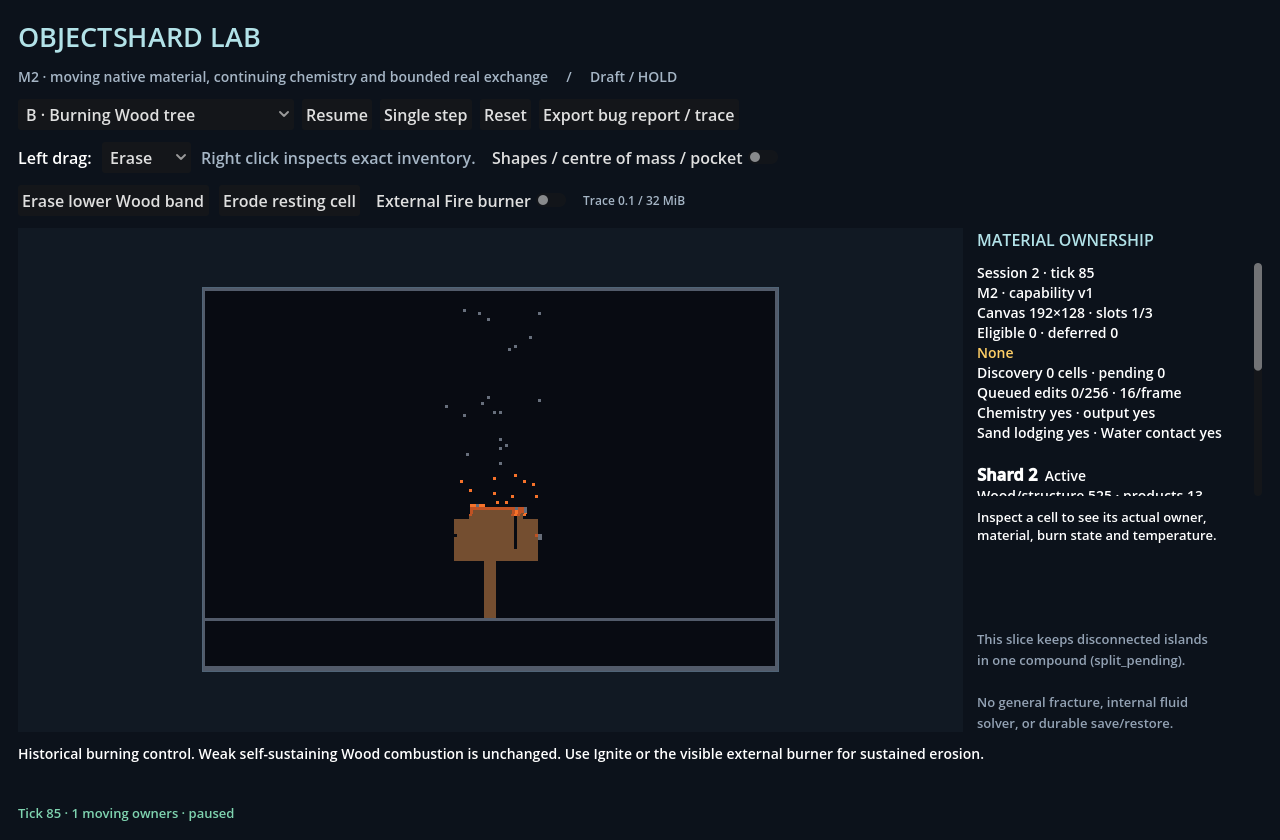 OBJECTSHARD LAB
M2 · moving native material, continuing chemistry and bounded real exchange / Draft / HOLD
B · Burning Wood tree Resume Single step Reset Export bug report / trace
Left drag: Erase Right click inspects exact inventory. Shapes / centre of mass / pocket
Erase lower Wood band Erode resting cell External Fire burner Trace 0.1 / 32 MiB
MATERIAL OWNERSHIP
Session 2 · tick 85
M2 · capability v1
Canvas 192×128 · slots 1/3
Eligible 0 · deferred 0
None
Discovery 0 cells · pending 0
Queued edits 0/256 · 16/frame
Chemistry yes · output yes
Sand lodging yes · Water contact yes
Shard 2 Active
Wood/structure 525 · products 13
Inspect a cell to see its actual owner,
material, burn state and temperature.
This slice keeps disconnected islands
in one compound (split_pending).
No general fracture, internal fluid
solver, or durable save/restore.
Historical burning control. Weak self-sustaining Wood combustion is unchanged. Use Ignite or the visible external burner for sustained erosion.
Tick 85 · 1 moving owners · paused